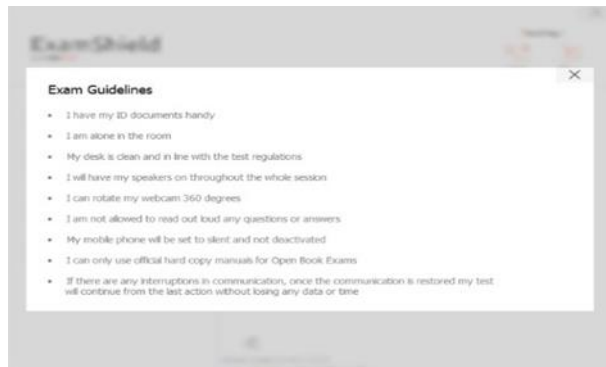 ExamShield
Exam Guidelines
• I have my ID documents handy
• I am alone in the room
• My desk is clean and in line with the test regulations
• I will have my speakers on throughout the whole session
• I can rotate my webcam 360 degrees
• I am not allowed to read out loud any questions or answers
• My mobile phone will be set to silent and not deactivated
• I can only use official hard copy manuals for Open Book Exams
• If there are any interruptions in communication, once the communication is restored my test
will continue from the last action without losing any data or time